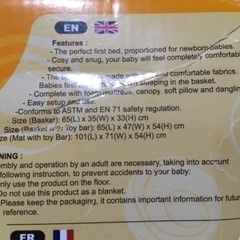 EN
Features :
- The perfect first bed, proportioned for newborn babies.
- Cosy and snug, your baby will feel completely comfortable
secure.
- The made with and comfortable fabrics.
Babies feel sleeping in the basket.
- Complete with foam mattress, canopy, soft pillow and dangling
- Easy setup and use.
-Conforms to ASTM and EN 71 safety regulation.
Size (Basket): 65(L) x 35(W) x 33(H) cm
Size (Basket with Toy bar): 65(L) x 47(W) x 54(H) cm
Size (Mat with Toy bar): 101(L) x 71(W) x 54(H) cm
NING :
embly and operation by an adult are necessary, taking into account
following instruction, to prevent accidents to your baby:
nly use the product on the floor.
Do not use this product as a blanket.
Please keep the packaging, it contains important information for future
reference.
FR